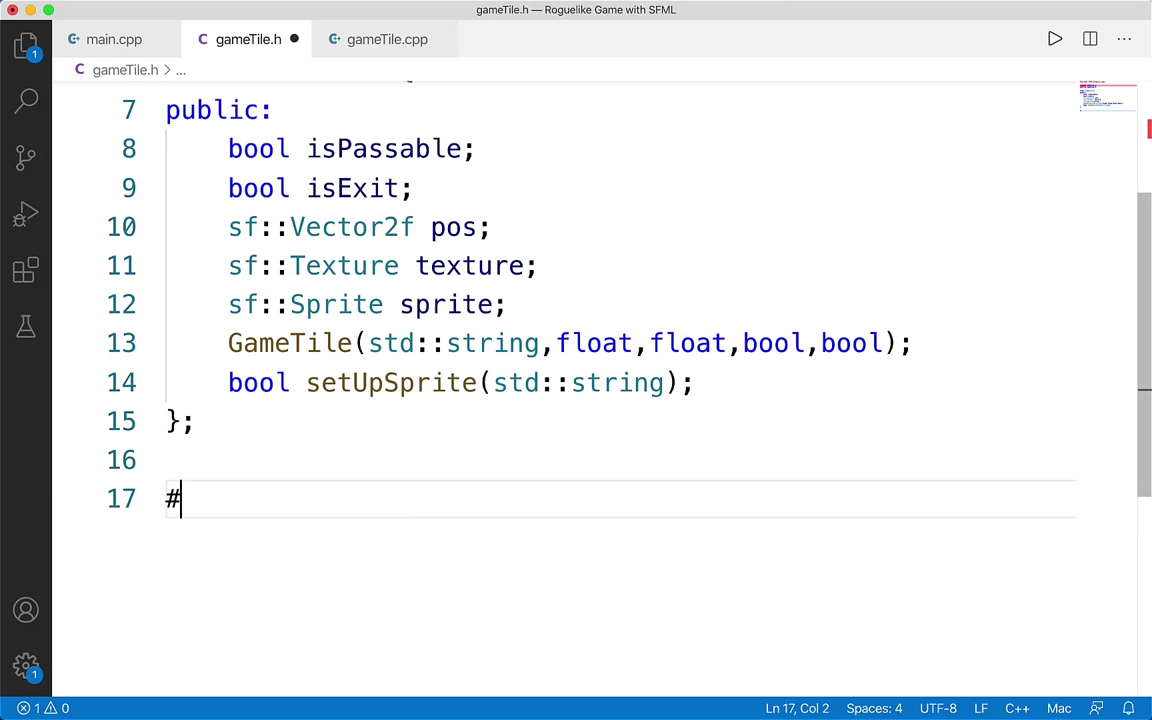 gameTile.h — Roguelike Game with SFML
main.cpp
gameTile.h
gameTile.cpp
C gameTile.h > ...
7 public:
8 bool isPassable;
9 bool isExit;
10 sf::Vector2f pos;
11 sf::Texture texture;
12 sf::Sprite sprite;
13 GameTile(std::string,float,float,bool,bool);
14 bool setUpSprite(std::string);
15 };
16
17 #
1
1
1 0
Ln 17, Col 2
Spaces: 4
UTF-8
LF
C++
Mac